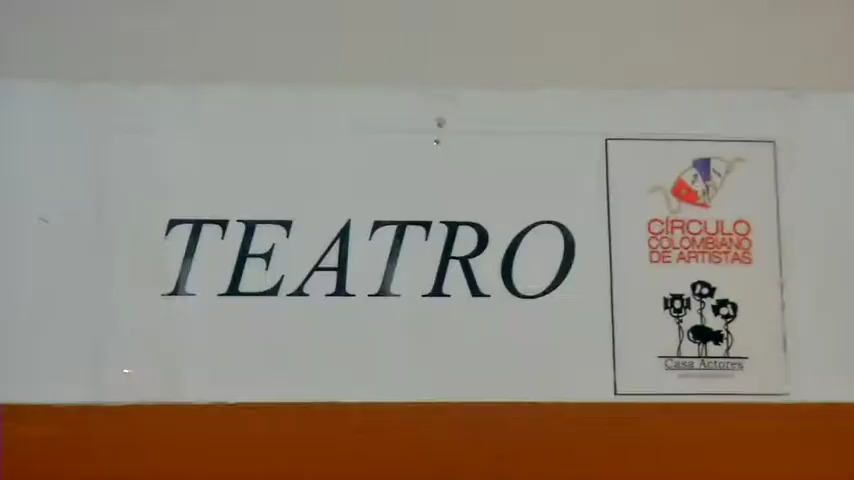 TEATRO
CÍRCULO
COLOMBIANO
DE ARTISTAS
Casa Actores